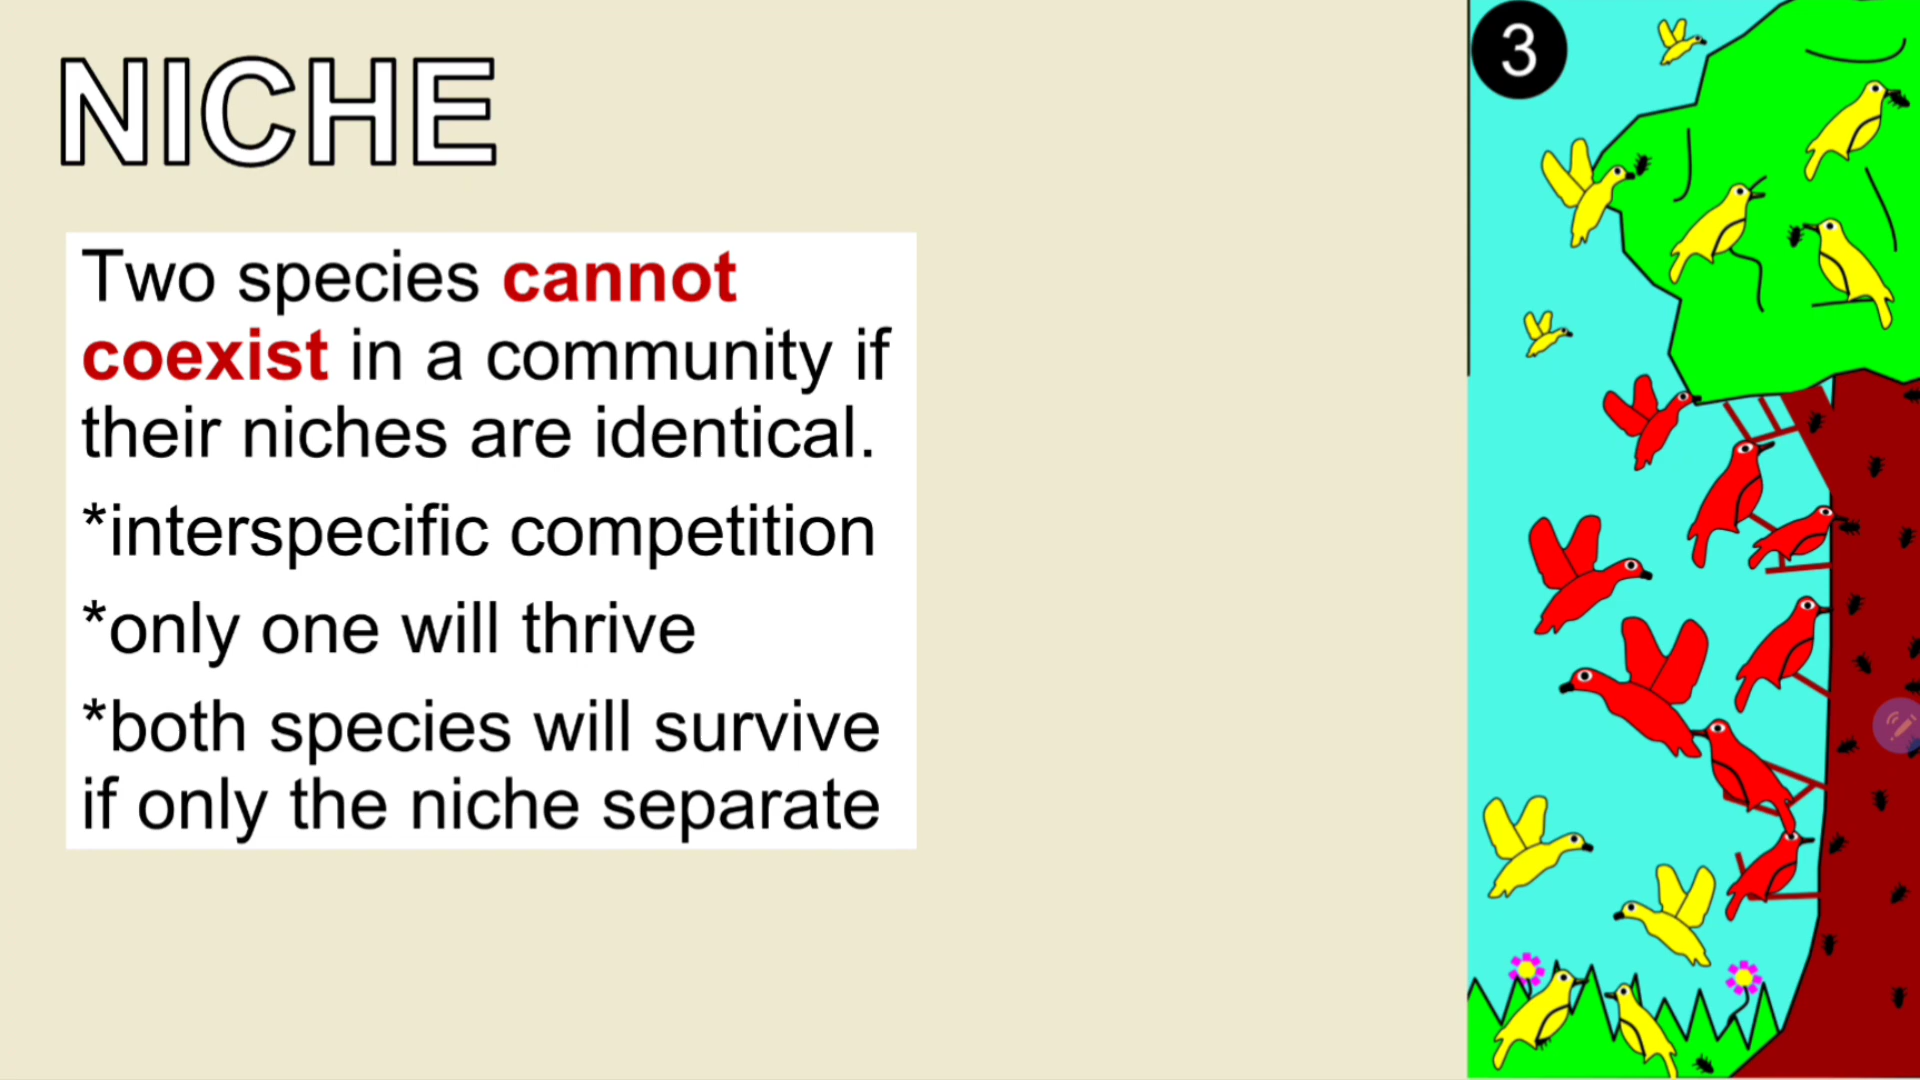 NICHE
3
Two species cannot
coexist in a community if
their niches are identical.
*interspecific competition
*only one will thrive
*both species will survive
if only the niche separate